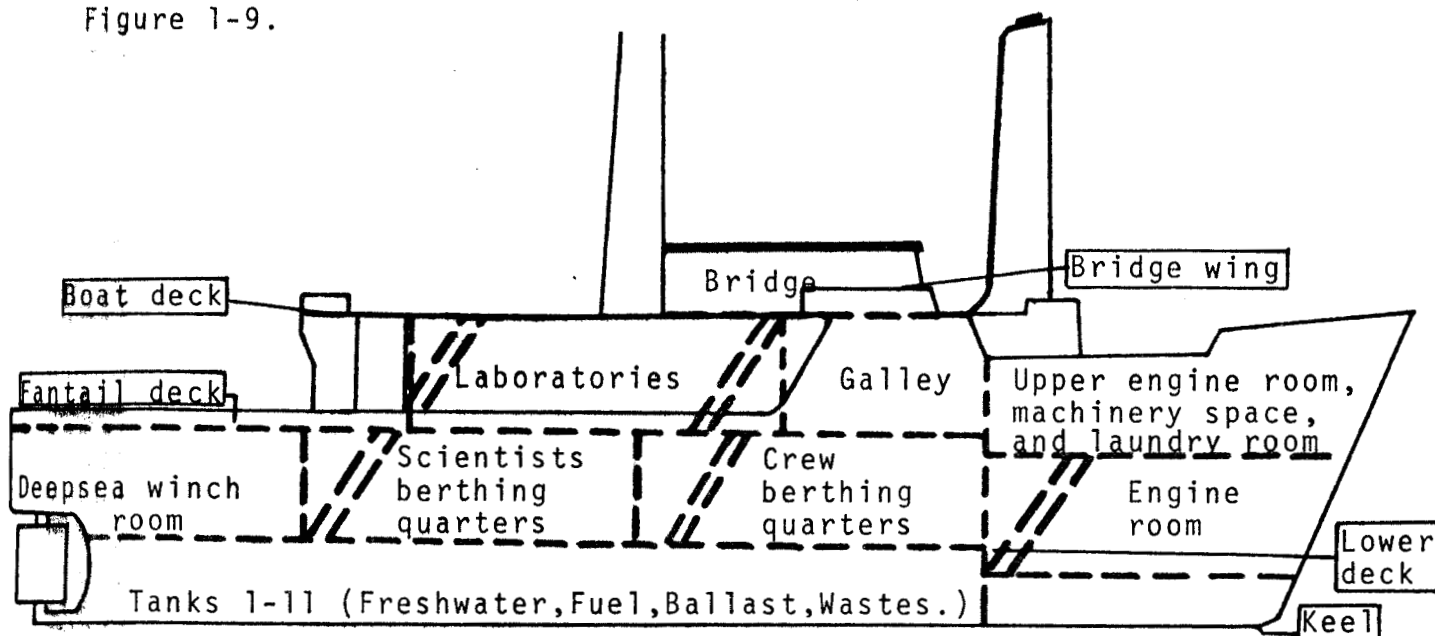 Figure 1-9.
Bridge
Bridge wing
Boat deck
Laboratories
Galley
Fantail deck
Upper engine room,
machinery space,
and laundry room
Deepsea winch
room
Scientists
berthing
quarters
Crew
berthing
quarters
Engine
room
Lower
deck
Tanks 1-11 (Freshwater,Fuel,Ballast,Wastes.)
Keel